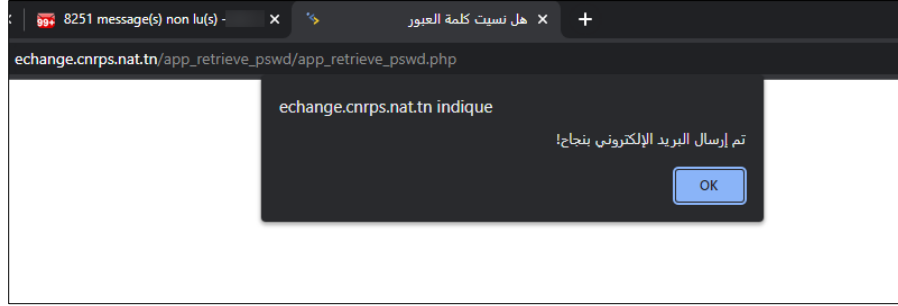 99+ 8251 message(s) non lu(s) -
هل نسيت كلمة العبور
echange.cnrps.nat.tn/app_retrieve_pswd/app_retrieve_pswd.php
echange.cnrps.nat.tn indique
تم إرسال البريد الإلكتروني بنجاح!
OK